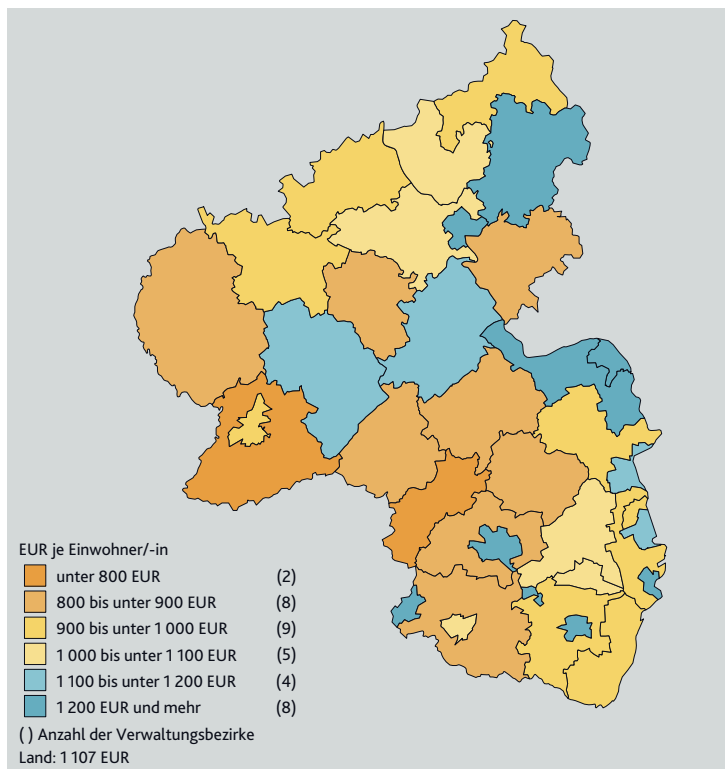 EUR je Einwohner/-in
unter 800 EUR (2)
800 bis unter 900 EUR (8)
900 bis unter 1 000 EUR (9)
1 000 bis unter 1 100 EUR (5)
1 100 bis unter 1 200 EUR (4)
1 200 EUR und mehr (8)
( ) Anzahl der Verwaltungsbezirke
Land: 1 107 EUR